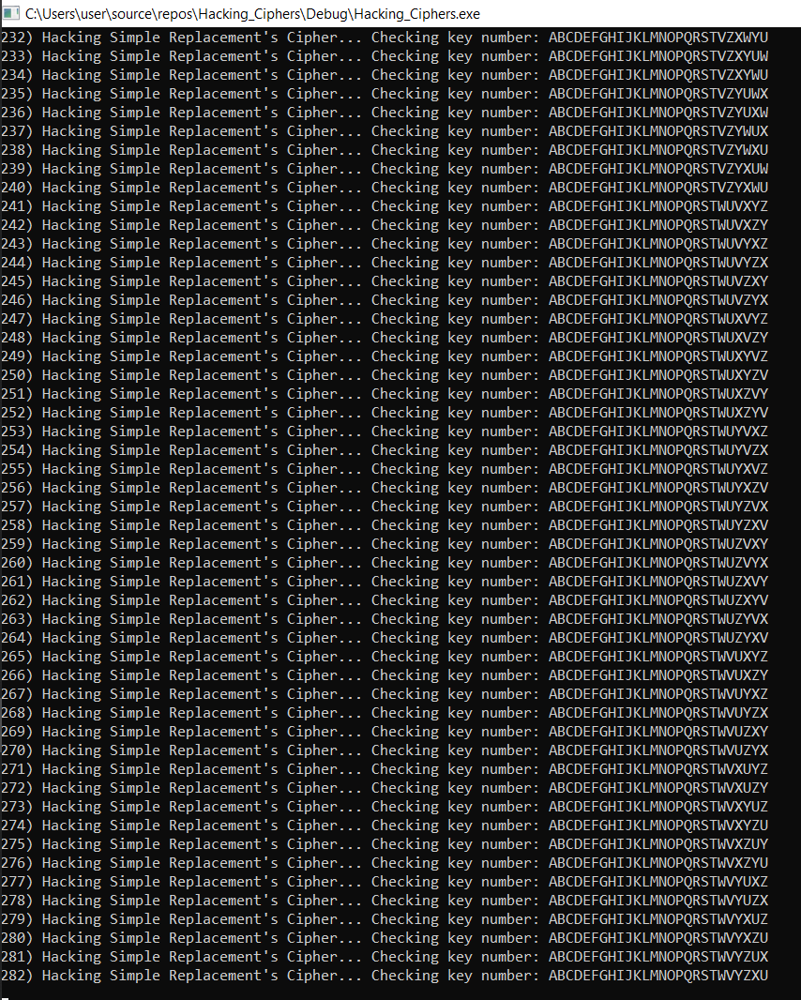 C:\Users\user\source\repos\Hacking_Ciphers\Debug\Hacking_Ciphers.exe
232) Hacking Simple Replacement's Cipher... Checking key number: ABCDEFGHIJKLMNOPQRSTVZXWYU
233) Hacking Simple Replacement's Cipher... Checking key number: ABCDEFGHIJKLMNOPQRSTVZXYUW
234) Hacking Simple Replacement's Cipher... Checking key number: ABCDEFGHIJKLMNOPQRSTVZXYWU
235) Hacking Simple Replacement's Cipher... Checking key number: ABCDEFGHIJKLMNOPQRSTVZYUWX
236) Hacking Simple Replacement's Cipher... Checking key number: ABCDEFGHIJKLMNOPQRSTVZYUXW
237) Hacking Simple Replacement's Cipher... Checking key number: ABCDEFGHIJKLMNOPQRSTVZYWUX
238) Hacking Simple Replacement's Cipher... Checking key number: ABCDEFGHIJKLMNOPQRSTVZYWXU
239) Hacking Simple Replacement's Cipher... Checking key number: ABCDEFGHIJKLMNOPQRSTVZYXUW
240) Hacking Simple Replacement's Cipher... Checking key number: ABCDEFGHIJKLMNOPQRSTVZYXWU
241) Hacking Simple Replacement's Cipher... Checking key number: ABCDEFGHIJKLMNOPQRSTWUVXYZ
242) Hacking Simple Replacement's Cipher... Checking key number: ABCDEFGHIJKLMNOPQRSTWUVXZY
243) Hacking Simple Replacement's Cipher... Checking key number: ABCDEFGHIJKLMNOPQRSTWUVYXZ
244) Hacking Simple Replacement's Cipher... Checking key number: ABCDEFGHIJKLMNOPQRSTWUVYZX
245) Hacking Simple Replacement's Cipher... Checking key number: ABCDEFGHIJKLMNOPQRSTWUVZXY
246) Hacking Simple Replacement's Cipher... Checking key number: ABCDEFGHIJKLMNOPQRSTWUVZYX
247) Hacking Simple Replacement's Cipher... Checking key number: ABCDEFGHIJKLMNOPQRSTWUXVYZ
248) Hacking Simple Replacement's Cipher... Checking key number: ABCDEFGHIJKLMNOPQRSTWUXVZY
249) Hacking Simple Replacement's Cipher... Checking key number: ABCDEFGHIJKLMNOPQRSTWUXYVZ
250) Hacking Simple Replacement's Cipher... Checking key number: ABCDEFGHIJKLMNOPQRSTWUXYZV
251) Hacking Simple Replacement's Cipher... Checking key number: ABCDEFGHIJKLMNOPQRSTWUXZVY
252) Hacking Simple Replacement's Cipher... Checking key number: ABCDEFGHIJKLMNOPQRSTWUXZYV
253) Hacking Simple Replacement's Cipher... Checking key number: ABCDEFGHIJKLMNOPQRSTWUYVXZ
254) Hacking Simple Replacement's Cipher... Checking key number: ABCDEFGHIJKLMNOPQRSTWUYVZX
255) Hacking Simple Replacement's Cipher... Checking key number: ABCDEFGHIJKLMNOPQRSTWUYXVZ
256) Hacking Simple Replacement's Cipher... Checking key number: ABCDEFGHIJKLMNOPQRSTWUYXZV
257) Hacking Simple Replacement's Cipher... Checking key number: ABCDEFGHIJKLMNOPQRSTWUYZVX
258) Hacking Simple Replacement's Cipher... Checking key number: ABCDEFGHIJKLMNOPQRSTWUYZXV
259) Hacking Simple Replacement's Cipher... Checking key number: ABCDEFGHIJKLMNOPQRSTWUZVXY
260) Hacking Simple Replacement's Cipher... Checking key number: ABCDEFGHIJKLMNOPQRSTWUZVYX
261) Hacking Simple Replacement's Cipher... Checking key number: ABCDEFGHIJKLMNOPQRSTWUZXVY
262) Hacking Simple Replacement's Cipher... Checking key number: ABCDEFGHIJKLMNOPQRSTWUZXYV
263) Hacking Simple Replacement's Cipher... Checking key number: ABCDEFGHIJKLMNOPQRSTWUZYVX
264) Hacking Simple Replacement's Cipher... Checking key number: ABCDEFGHIJKLMNOPQRSTWUZYXV
265) Hacking Simple Replacement's Cipher... Checking key number: ABCDEFGHIJKLMNOPQRSTWVUXYZ
266) Hacking Simple Replacement's Cipher... Checking key number: ABCDEFGHIJKLMNOPQRSTWVUXZY
267) Hacking Simple Replacement's Cipher... Checking key number: ABCDEFGHIJKLMNOPQRSTWVUYXZ
268) Hacking Simple Replacement's Cipher... Checking key number: ABCDEFGHIJKLMNOPQRSTWVUYZX
269) Hacking Simple Replacement's Cipher... Checking key number: ABCDEFGHIJKLMNOPQRSTWVUZXY
270) Hacking Simple Replacement's Cipher... Checking key number: ABCDEFGHIJKLMNOPQRSTWVUZYX
271) Hacking Simple Replacement's Cipher... Checking key number: ABCDEFGHIJKLMNOPQRSTWVXUYZ
272) Hacking Simple Replacement's Cipher... Checking key number: ABCDEFGHIJKLMNOPQRSTWVXUZY
273) Hacking Simple Replacement's Cipher... Checking key number: ABCDEFGHIJKLMNOPQRSTWVXYUZ
274) Hacking Simple Replacement's Cipher... Checking key number: ABCDEFGHIJKLMNOPQRSTWVXYZU
275) Hacking Simple Replacement's Cipher... Checking key number: ABCDEFGHIJKLMNOPQRSTWVXZUY
276) Hacking Simple Replacement's Cipher... Checking key number: ABCDEFGHIJKLMNOPQRSTWVXZYU
277) Hacking Simple Replacement's Cipher... Checking key number: ABCDEFGHIJKLMNOPQRSTWVYUXZ
278) Hacking Simple Replacement's Cipher... Checking key number: ABCDEFGHIJKLMNOPQRSTWVYUZX
279) Hacking Simple Replacement's Cipher... Checking key number: ABCDEFGHIJKLMNOPQRSTWVYXUZ
280) Hacking Simple Replacement's Cipher... Checking key number: ABCDEFGHIJKLMNOPQRSTWVYXZU
281) Hacking Simple Replacement's Cipher... Checking key number: ABCDEFGHIJKLMNOPQRSTWVYZUX
282) Hacking Simple Replacement's Cipher... Checking key number: ABCDEFGHIJKLMNOPQRSTWVYZXU